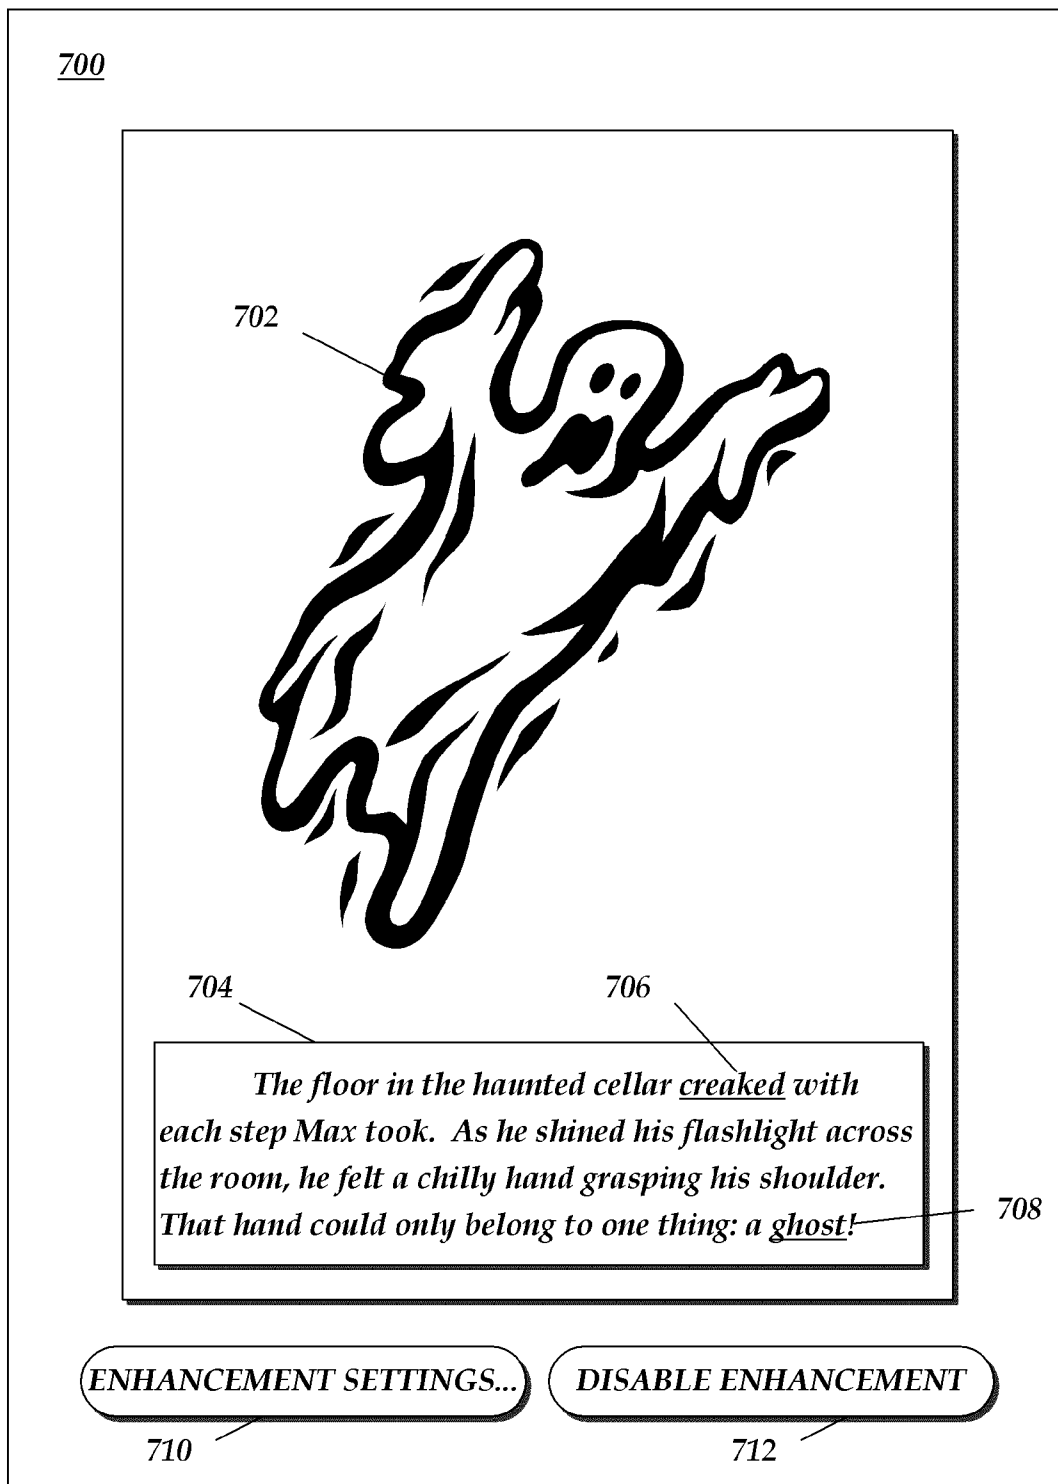 700
702
704
706
The floor in the haunted cellar creaked with
each step Max took. As he shined his flashlight across
the room, he felt a chilly hand grasping his shoulder.
That hand could only belong to one thing: a ghost!
708
ENHANCEMENT SETTINGS...
DISABLE ENHANCEMENT
710
712